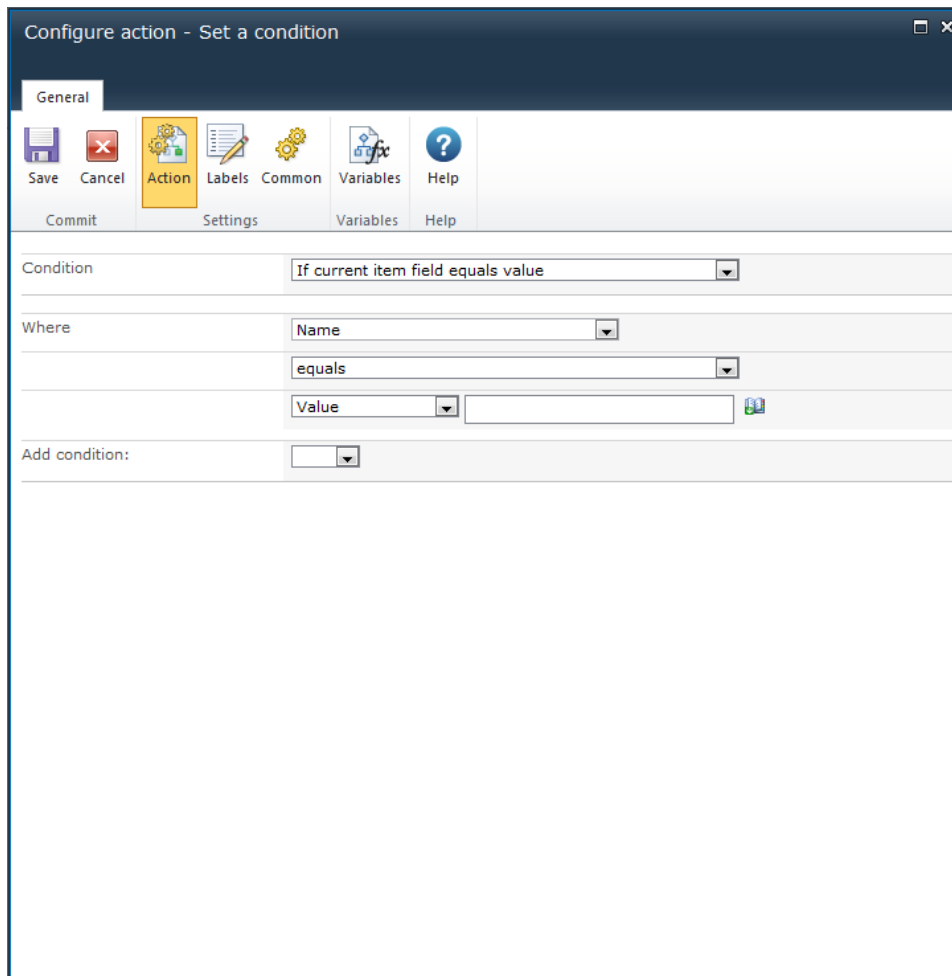 Configure action - Set a condition
General
Save Cancel Action Labels Common Variables Help
Commit Settings Variables Help
Condition If current item field equals value
Where Name
equals
Value
Add condition: